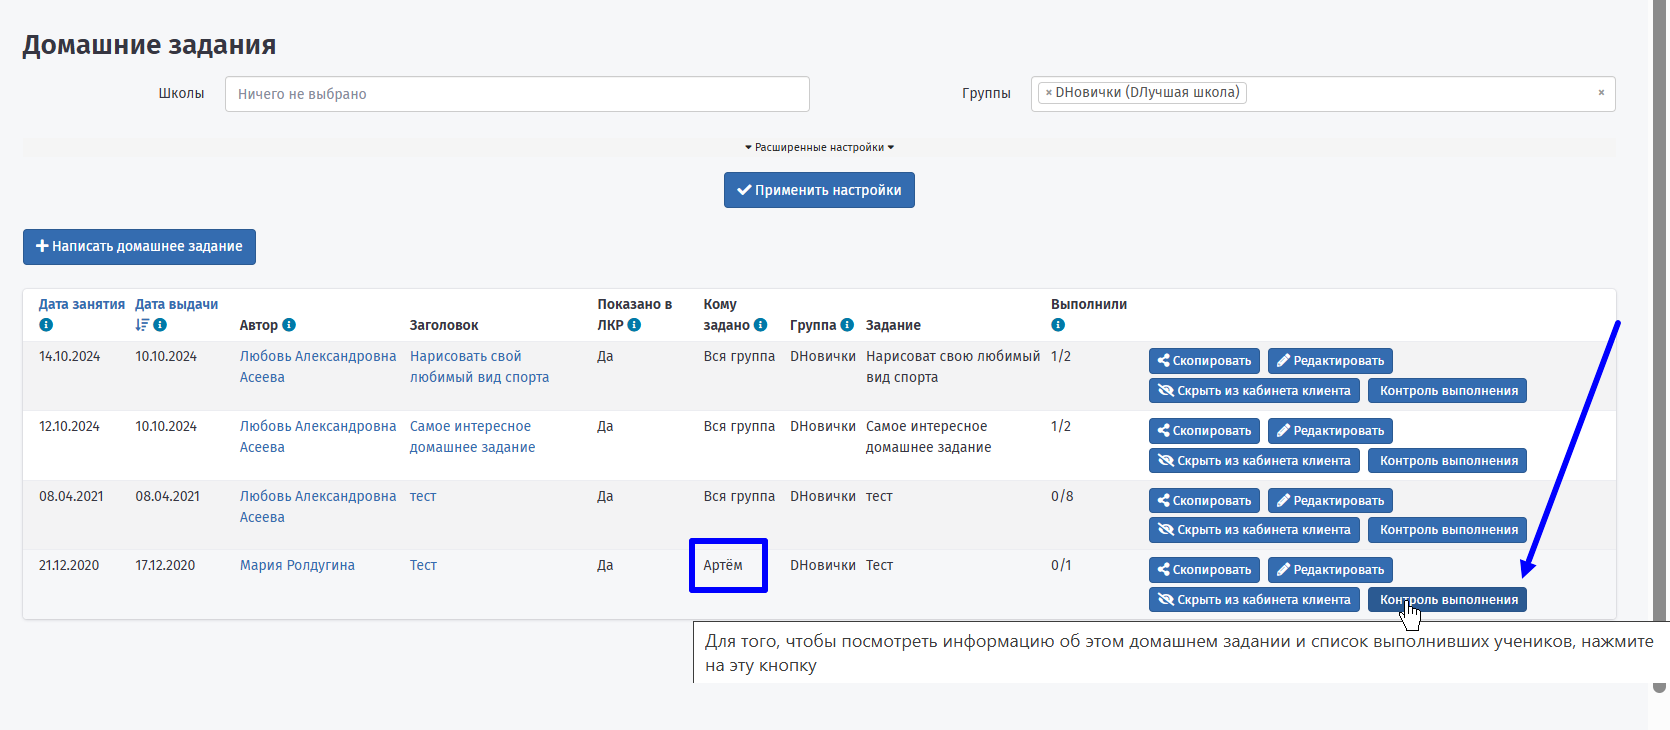 Домашние задания
Школы
Ничего не выбрано
Группы
× DНовички (DЛучшая школа)
×
Расширенные настройки
Применить настройки
Написать домашнее задание
Дата занятия Дата выдачи Автор Заголовок Показано в ЛКР Кому задано Группа Задание Выполнили
14.10.2024 10.10.2024 Любовь Александровна Нарисовать свой Да Вся группа DНовички Нарисоват свою любимый 1/2 Скопировать Редактировать
Асеева любимый вид спорта вид спорта Скрыть из кабинета клиента Контроль выполнения
12.10.2024 10.10.2024 Любовь Александровна Самое интересное Да Вся группа DНовички Самое интересное 1/2 Скопировать Редактировать
Асеева домашнее задание домашнее задание Скрыть из кабинета клиента Контроль выполнения
08.04.2021 08.04.2021 Любовь Александровна тест Да Вся группа DНовички тест 0/8 Скопировать Редактировать
Асеева Скрыть из кабинета клиента Контроль выполнения
21.12.2020 17.12.2020 Мария Ролдугина Тест Да Артём DНовички Тест 0/1 Скопировать Редактировать
Скрыть из кабинета клиента Контроль выполнения
Для того, чтобы посмотреть информацию об этом домашнем задании и список выполнивших учеников, нажмите
на эту кнопку